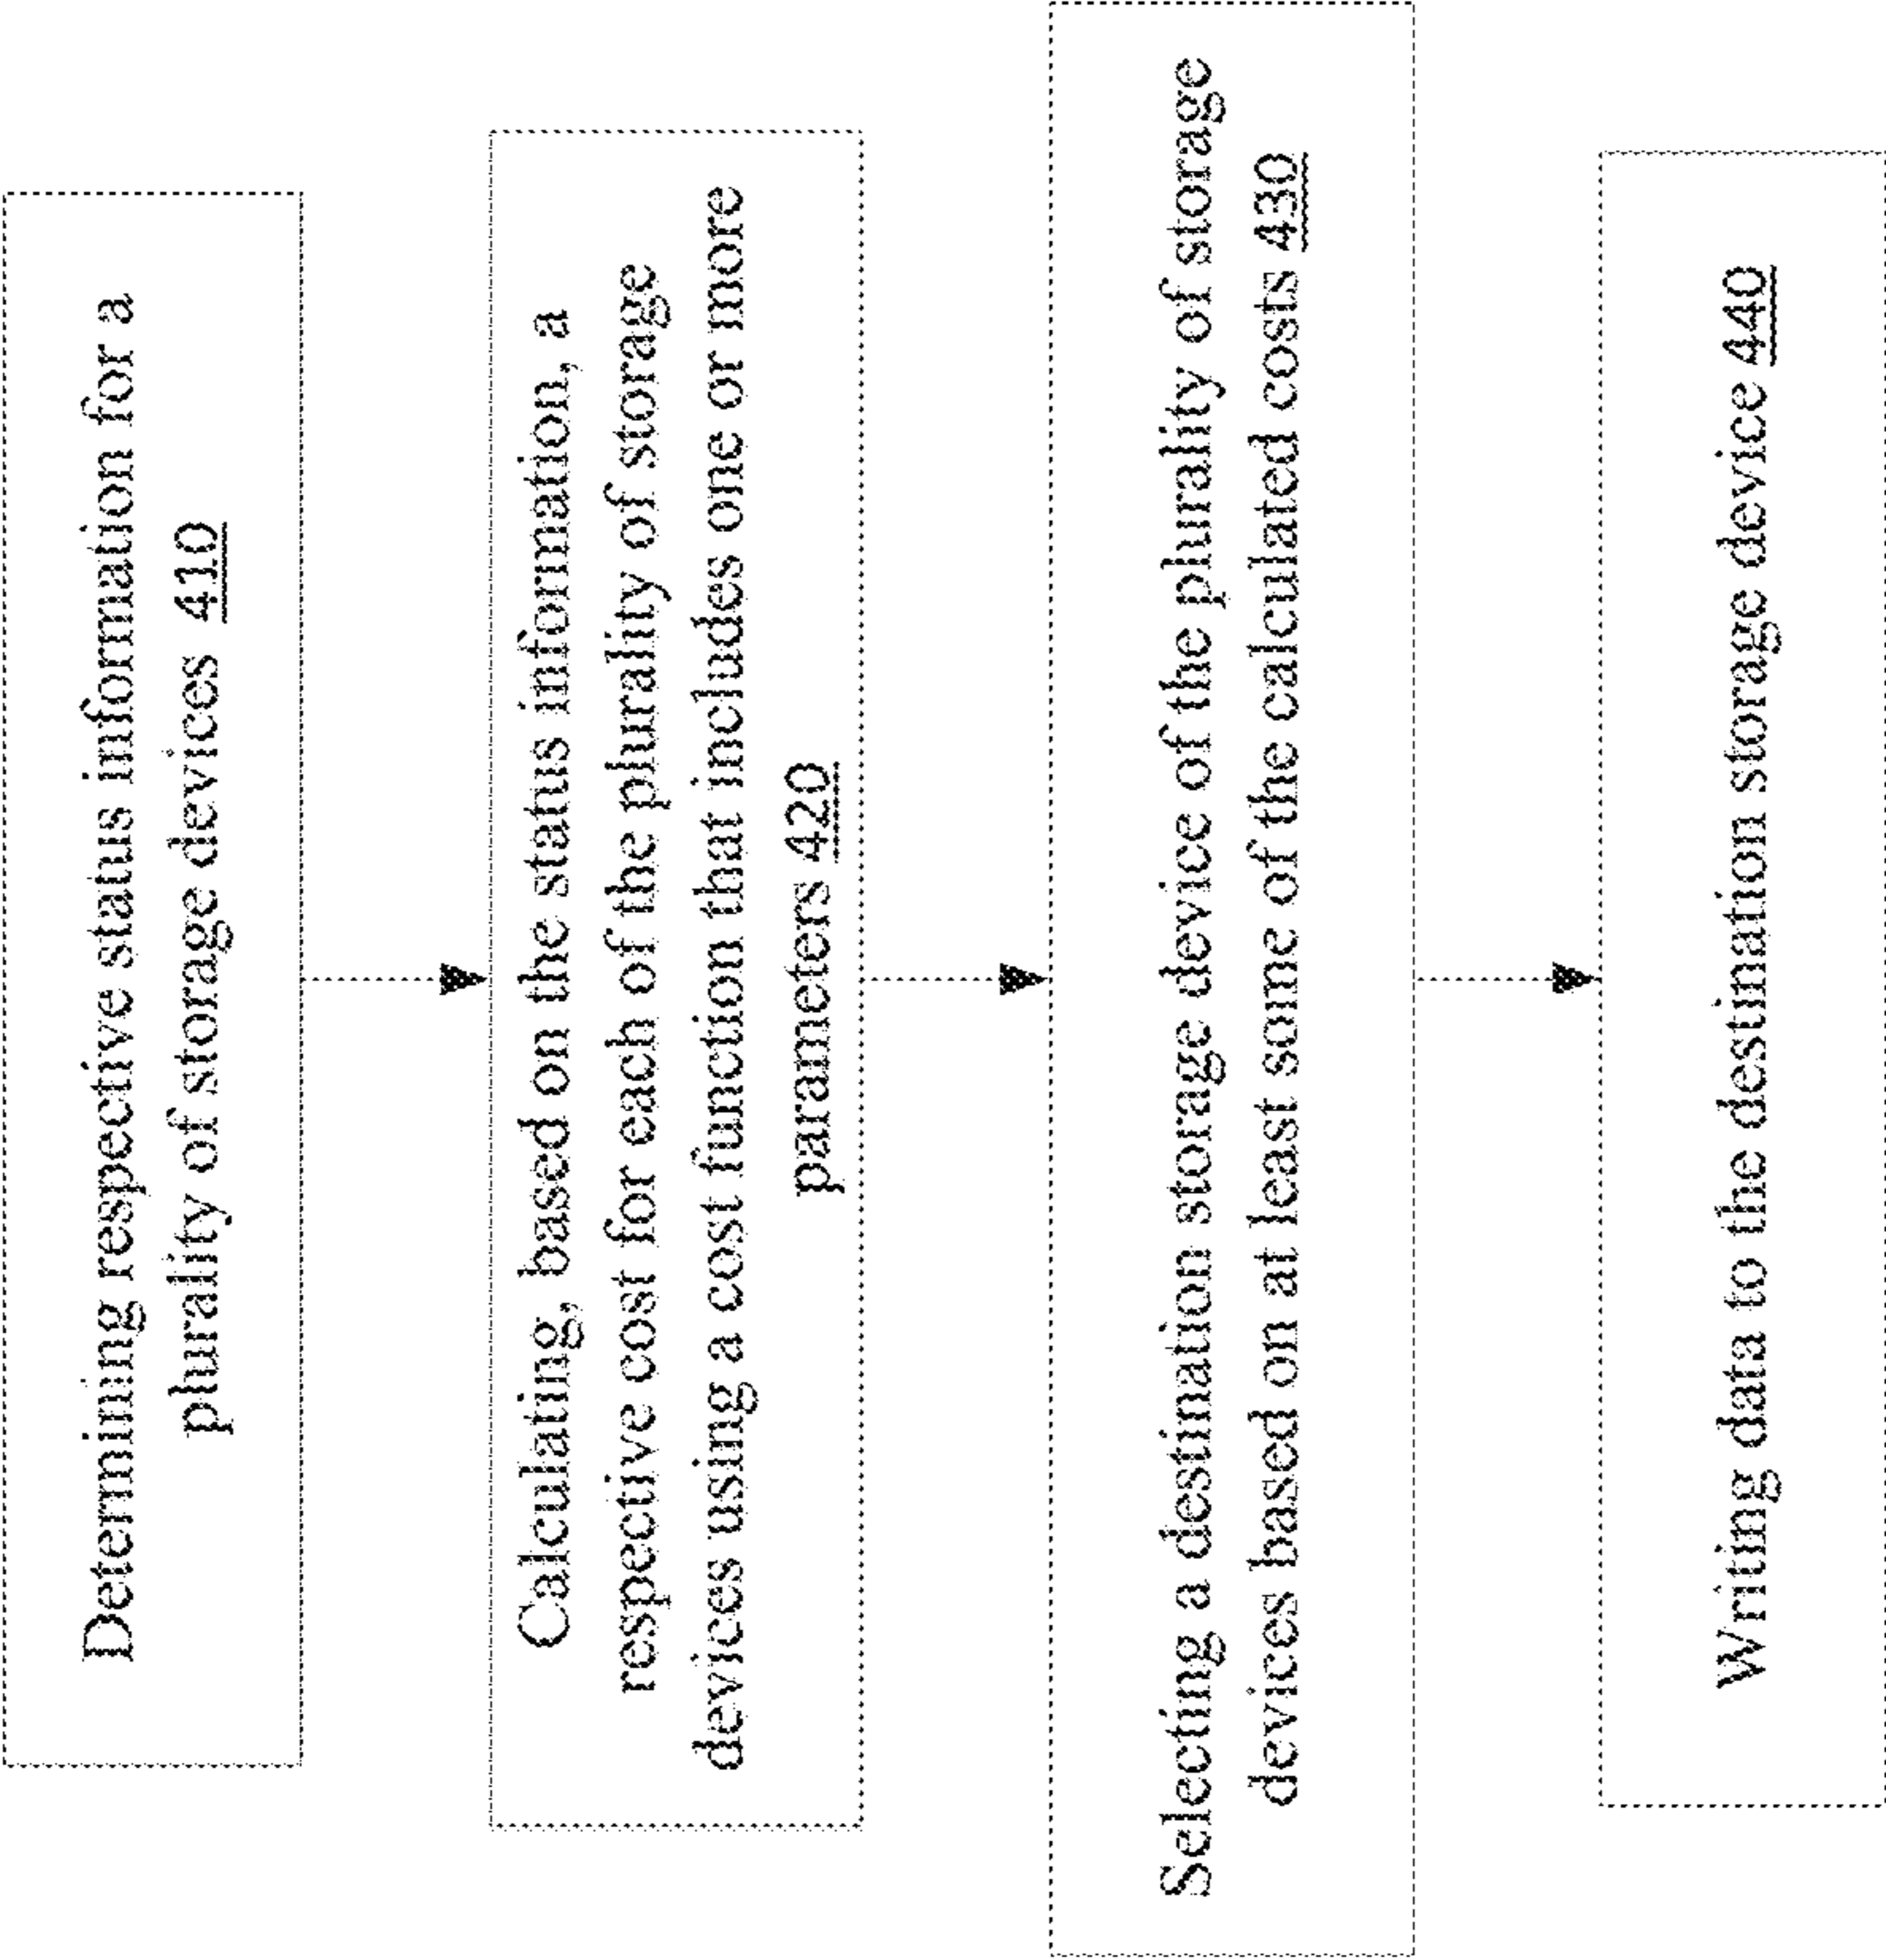 Determining respective status information for a
plurality of storage devices 410
Calculating, based on the status information, a
respective cost for each of the plurality of storage
devices using a cost function that includes one or more
parameters 420
Selecting a destination storage device of the plurality of storage
devices based on at least some of the calculated costs 430
Writing data to the destination storage device 440